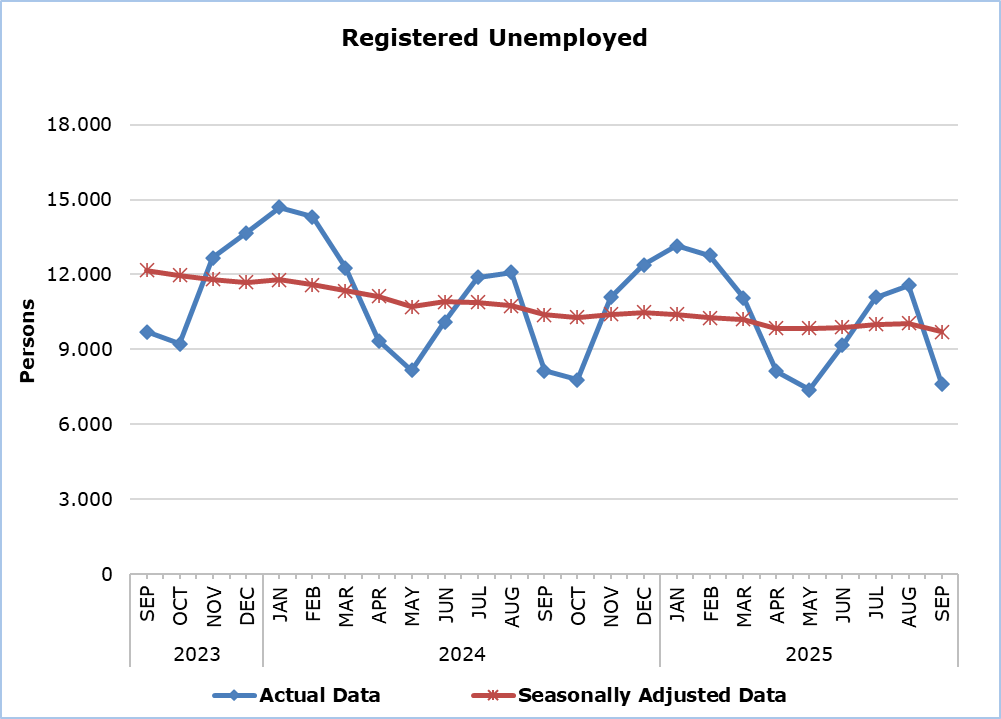 Registered Unemployed
18.000
15.000
12.000
9.000
6.000
3.000
0
Persons
SEP OCT NOV DEC JAN FEB MAR APR MAY JUN JUL AUG SEP OCT NOV DEC JAN FEB MAR APR MAY JUN JUL AUG SEP
2023 2024 2025
Actual Data Seasonally Adjusted Data